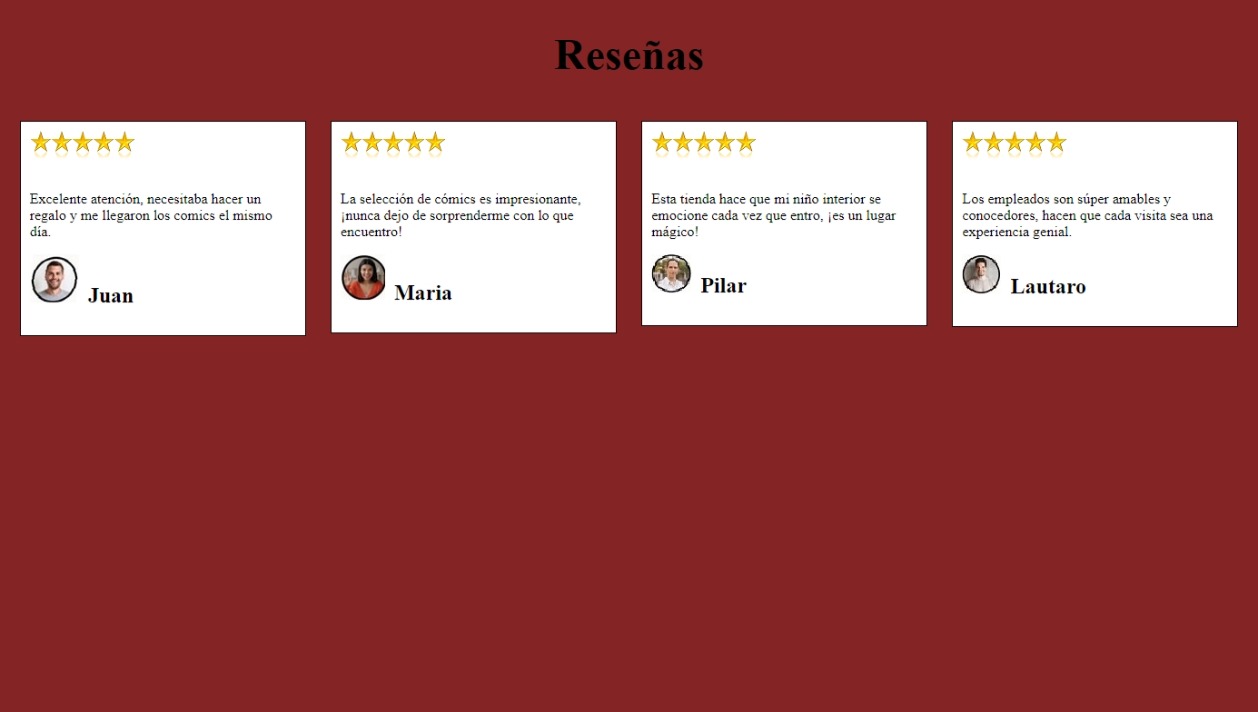 Reseñas
Excelente atención, necesitaba hacer un
regalo y me llegaron los comics el mismo
día.
Juan
La selección de cómics es impresionante,
¡nunca dejo de sorprenderme con lo que
encuentro!
Maria
Esta tienda hace que mi niño interior se
emocione cada vez que entro, ¡es un lugar
mágico!
Pilar
Los empleados son súper amables y
conocedores, hacen que cada visita sea una
experiencia genial.
Lautaro